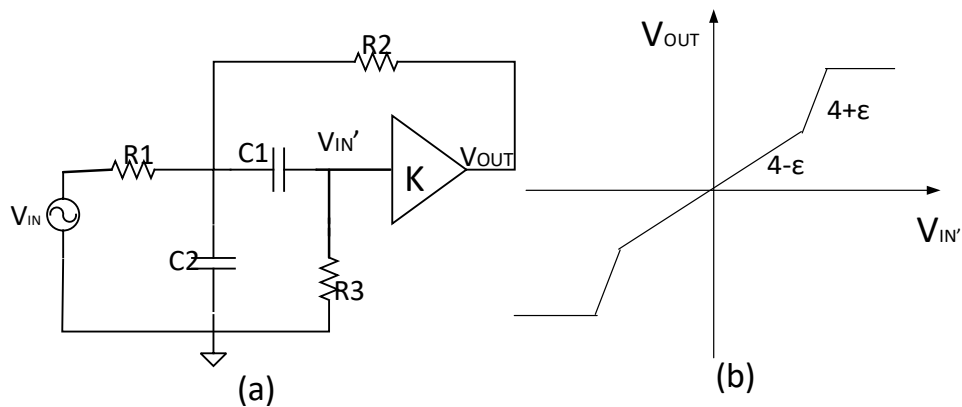 R2
R1
C1
VIN'
VOUT
K
VIN
C2
R3
(a)
VOUT
4+ε
4-ε
VIN'
(b)